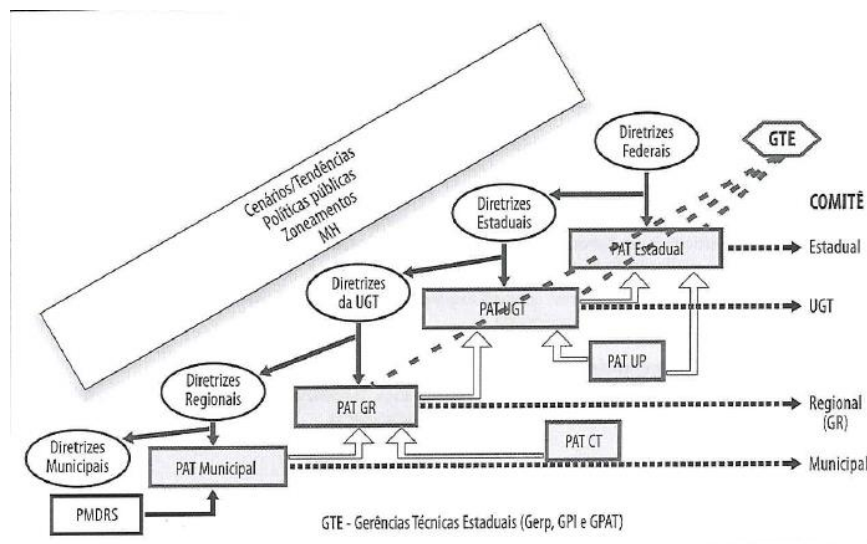 Cenários/Tendências
Políticas públicas
Zoneamentos
MH
Diretrizes
Federais
GTE
COMITÊ
Diretrizes
Estaduais
PAT Estadual
Estadual
Diretrizes
da UGT
PAT UGT
UGT
PAT UP
Diretrizes
Regionais
PAT GR
Regional
(GR)
Diretrizes
Municipais
PAT Municipal
PAT CT
Municipal
PMDRS
GTE - Gerências Técnicas Estaduais (Gerp, GPI e GPAT)